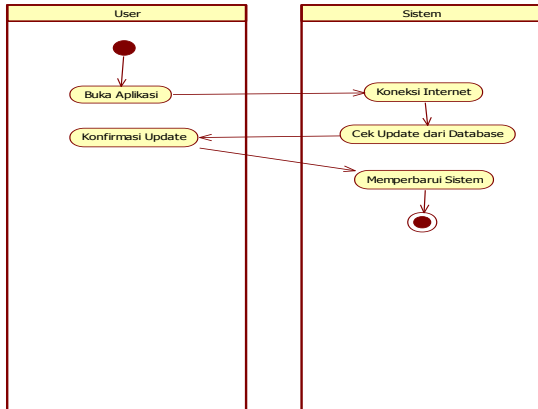 User
Sistem
Buka Aplikasi
Koneksi Internet
Konfirmasi Update
Cek Update dari Database
Memperbarui Sistem